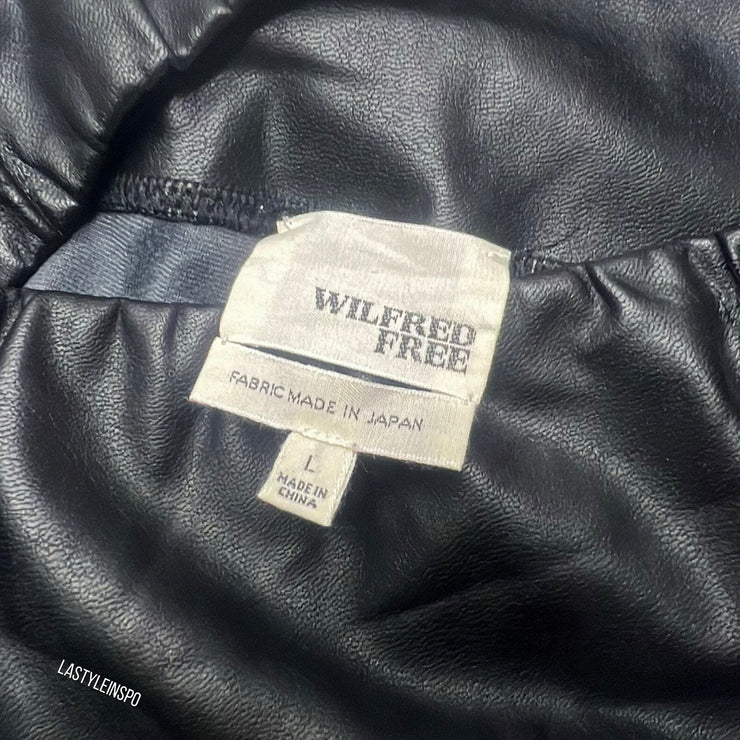 WILFRED
FREE
FABRIC MADE IN JAPAN
L
MADE IN
CHINA
LASTYLEINSPO